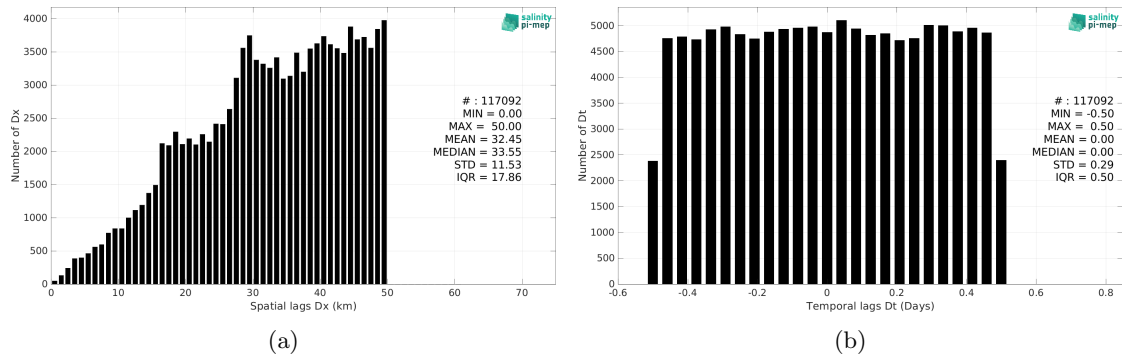 4000
3500
3000
2500
2000
1500
1000
500
0
Number of Dx
0 10 20 30 40 50 60 70
Spatial lags Dx (km)
salinity
pi-mep
# : 117092
MIN = 0.00
MAX = 50.00
MEAN = 32.45
MEDIAN = 33.55
STD = 11.53
IQR = 17.86
(a)
5000
4500
4000
3500
3000
2500
2000
1500
1000
500
0
Number of Dt
-0.6 -0.4 -0.2 0 0.2 0.4 0.6 0.8
Temporal lags Dt (Days)
salinity
pi-mep
# : 117092
MIN = -0.50
MAX = 0.50
MEAN = 0.00
MEDIAN = 0.00
STD = 0.29
IQR = 0.50
(b)